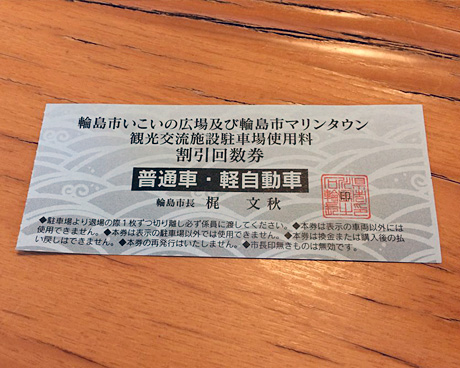 輪島市いこいの広場及び輪島市マリンタウン
観光交流施設駐車場使用料
割引回数券
普通車・軽自動車
輪島市長 梶 文秋
◆駐車場より退場の際1枚ずつ切り離し必ず係員に渡してください。◆本券は表示の車両以外には
使用できません。◆本券は表示の駐車場以外では使用できません。◆本券は換金または購入後の払
い戻しはできません。◆本券の再発行はいたしません。◆市長印無きものは無効です。